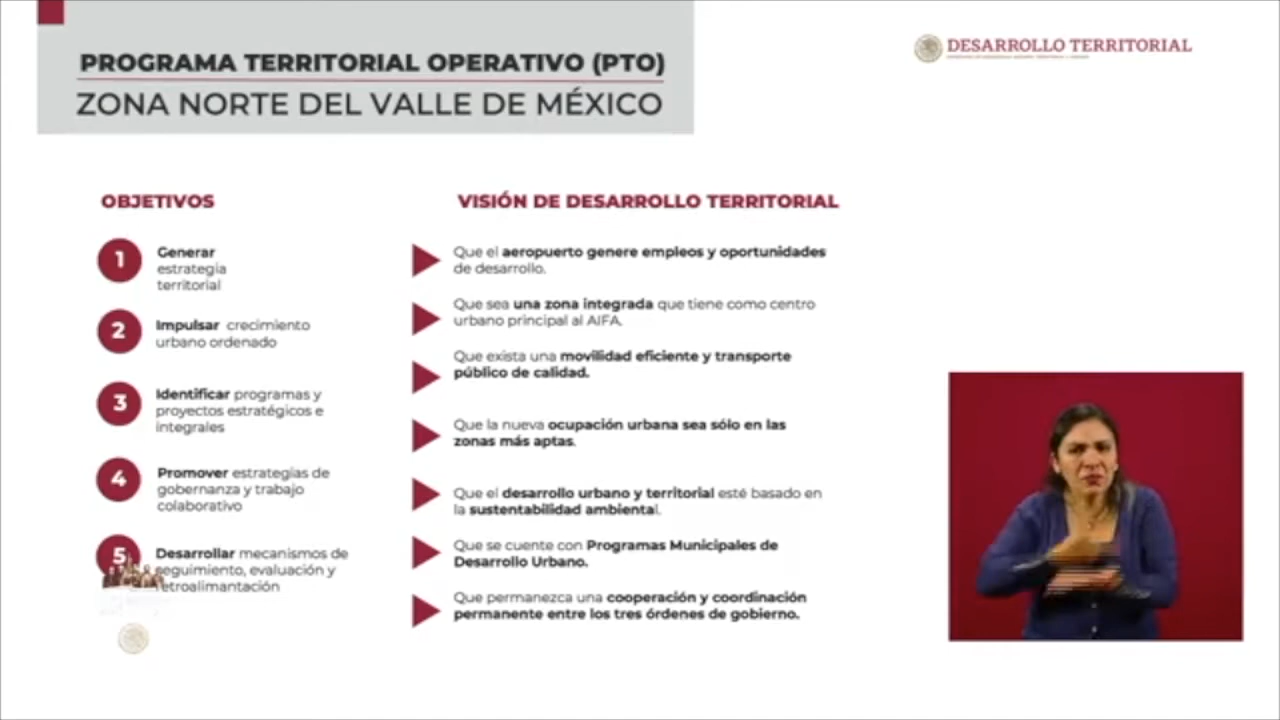 PROGRAMA TERRITORIAL OPERATIVO (PTO)
ZONA NORTE DEL VALLE DE MÉXICO
DESARROLLO TERRITORIAL
OBJETIVOS
1
Generar
estrategia
territorial
2
Impulsar crecimiento
urbano ordenado
3
Identificar programas y
proyectos estratégicos e
integrales
4
Promover estrategias de
gobernanza y trabajo
colaborativo
5
Desarrollar mecanismos de
seguimiento, evaluación y
etroalimantación
VISIÓN DE DESARROLLO TERRITORIAL
Que el aeropuerto genere empleos y oportunidades
de desarrollo.
Que sea una zona integrada que tiene como centro
urbano principal al AIFA.
Que exista una movilidad eficiente y transporte
público de calidad.
Que la nueva ocupación urbana sea sólo en las
zonas más aptas.
Que el desarrollo urbano y territorial esté basado en
la sustentabilidad ambiental.
Que se cuente con Programas Municipales de
Desarrollo Urbano.
Que permanezca una cooperación y coordinación
permanente entre los tres órdenes de gobierno.